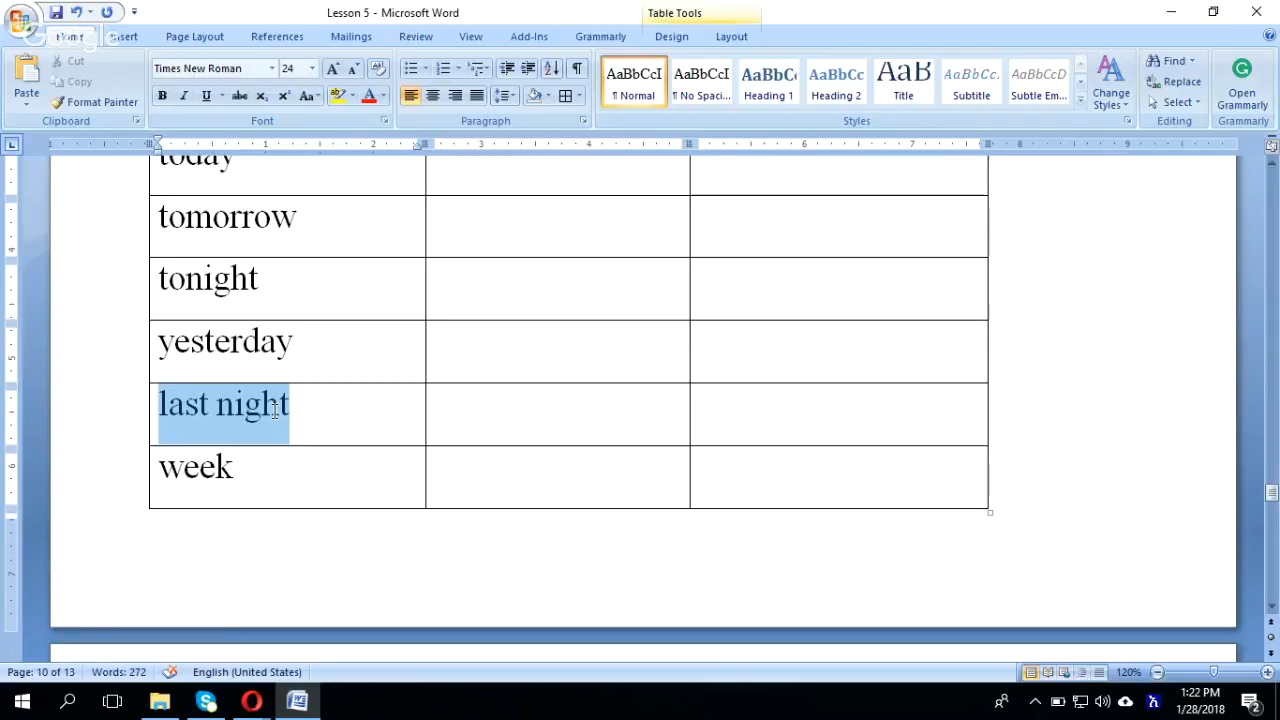 Lesson 5 - Microsoft Word
Table Tools
Home
Insert
Page Layout
References
Mailings
Review
View
Add-Ins
Grammarly
Design
Layout
Paste
Cut
Copy
Format Painter
Clipboard
Times New Roman
24
Font
Paragraph
AaBbCcI
¶ Normal
AaBbCcI
¶ No Spaci...
AaBbC
Heading 1
AaBbCc
Heading 2
AaB
Title
AaBbCc.
Subtitle
AaBbCcD
Subtle Em...
Change
Styles
Styles
Find
Replace
Select
Editing
Open
Grammarly
Grammarly
today
tomorrow
tonight
yesterday
last night
week
Page: 10 of 13
Words: 272
English (United States)
120%
1:22 PM
1/28/2018
2